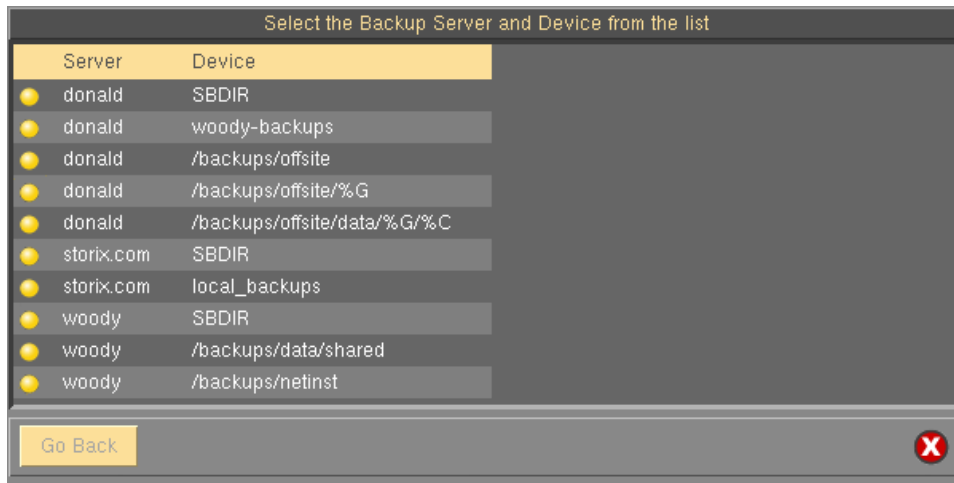 Select the Backup Server and Device from the list
Server Device
donald SBDIR
donald woody-backups
donald /backups/offsite
donald /backups/offsite/%G
donald /backups/offsite/data/%G/%C
storix.com SBDIR
storix.com local_backups
woody SBDIR
woody /backups/data/shared
woody /backups/netinst
Go Back